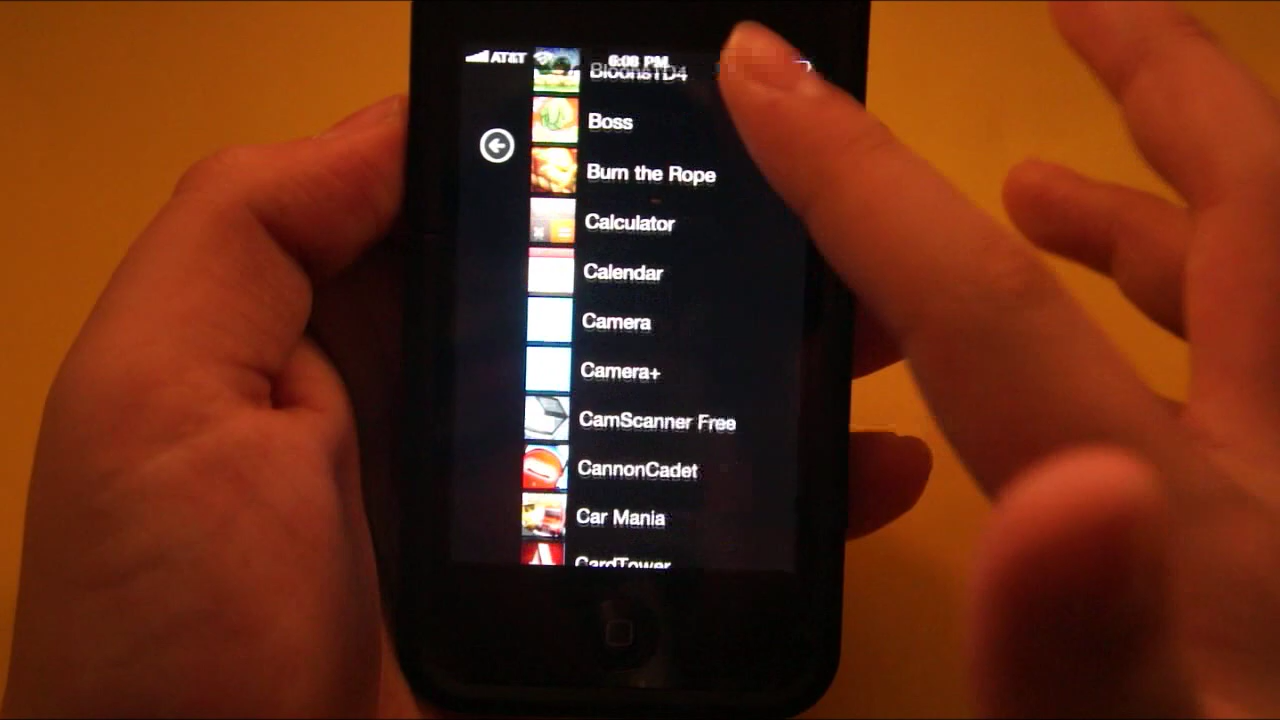 AT&T 6:08 PM
BloonsTD4
Boss
Burn the Rope
Calculator
Calendar
Camera
Camera+
CamScanner Free
CannonCadet
Car Mania
CardTower